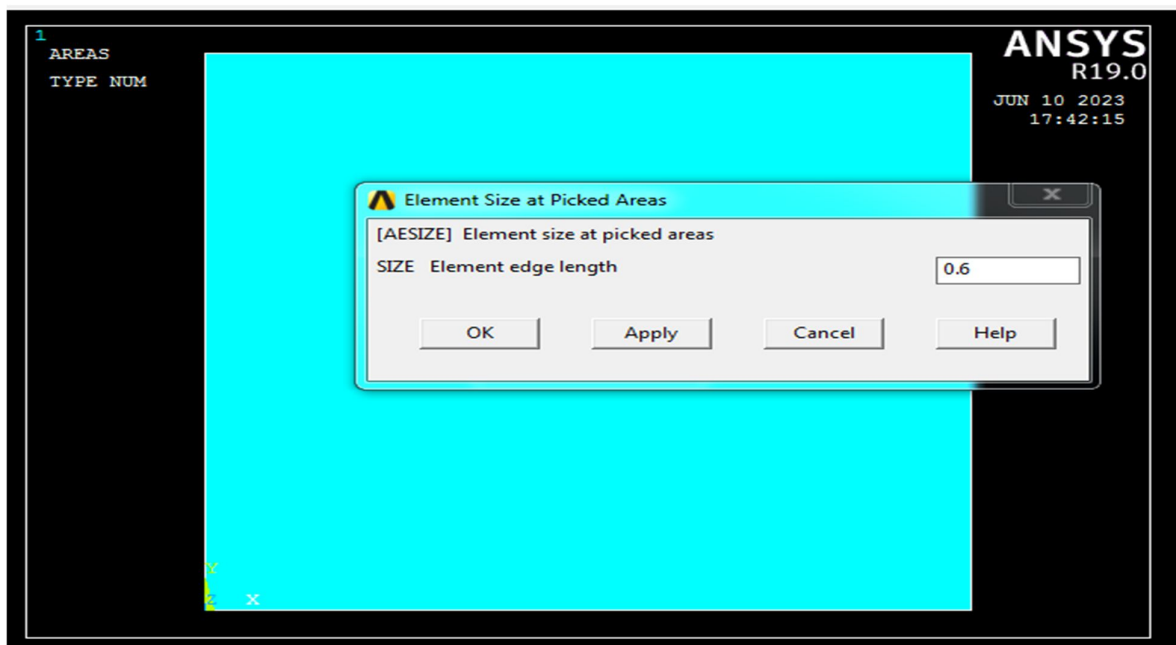 1
AREAS
TYPE NUM
ANSYS
R19.0
JUN 10 2023
17:42:15
Element Size at Picked Areas
x
[AESIZE] Element size at picked areas
SIZE Element edge length
0.6
OK Apply Cancel Help
Y
Z X